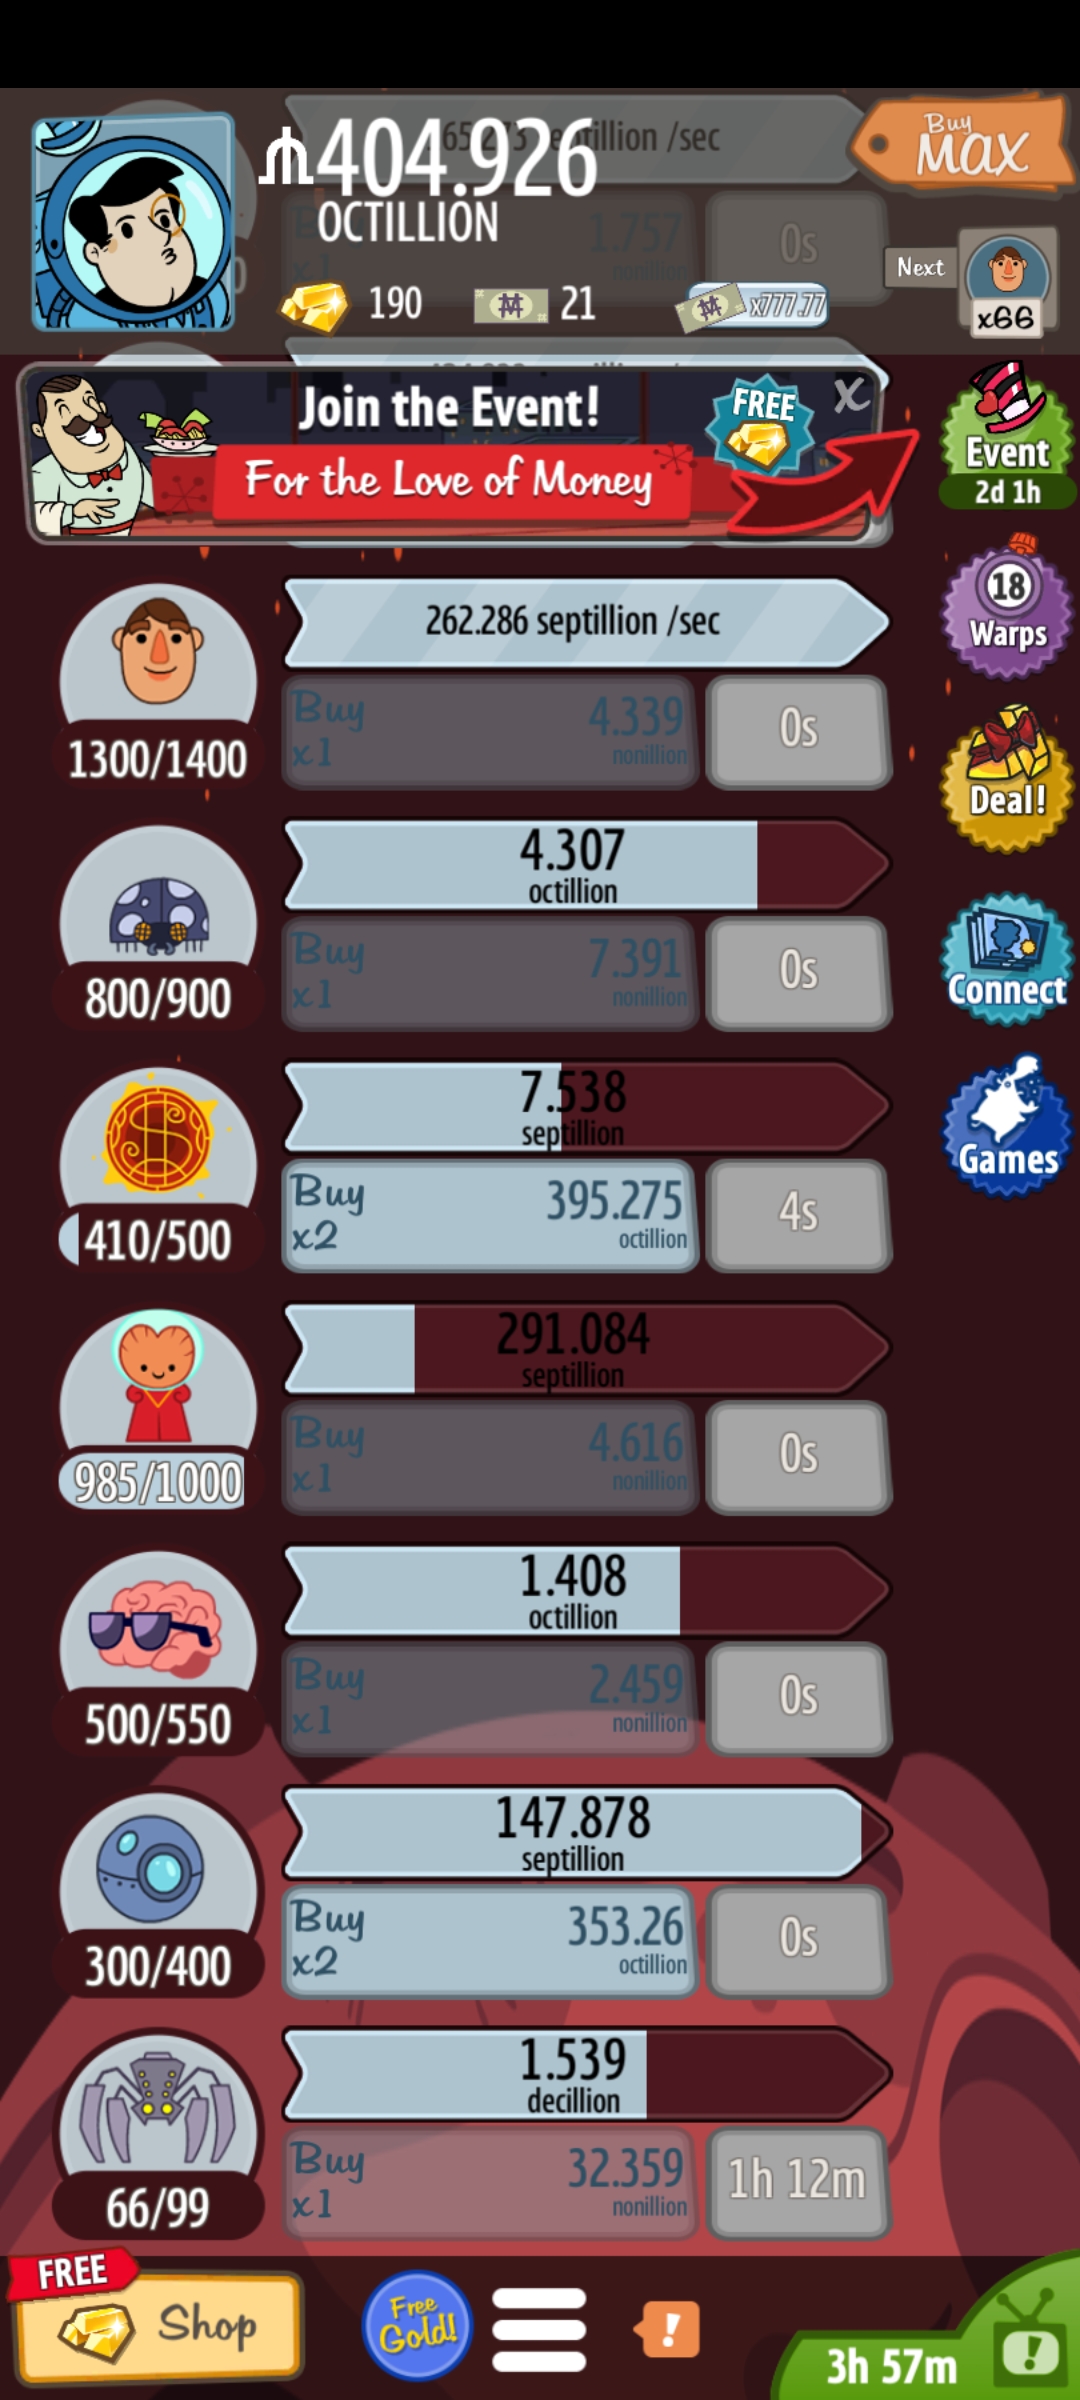 septillion /sec
404.926
OCTILLION
1.757
nonillion
0s
Buy
MAX
190
21
x777.77
Next
x66
Join the Event!
FREE
X
For the Love of Money
Event
2d 1h
262.286 septillion /sec
18
Warps
Buy
x1
4.339
nonillion
0s
1300/1400
Deal!
4.307
octillion
Buy
x1
7.391
nonillion
0s
800/900
Connect
7.538
septillion
Buy
x2
395.275
octillion
4s
410/500
Games
291.084
septillion
Buy
x1
4.616
nonillion
0s
985/1000
1.408
octillion
Buy
x1
2.459
nonillion
0s
500/550
147.878
septillion
Buy
x2
353.26
octillion
0s
300/400
1.539
decillion
Buy
x1
32.359
nonillion
1h 12m
66/99
FREE
Shop
Free
Gold!
!
3h 57m
!